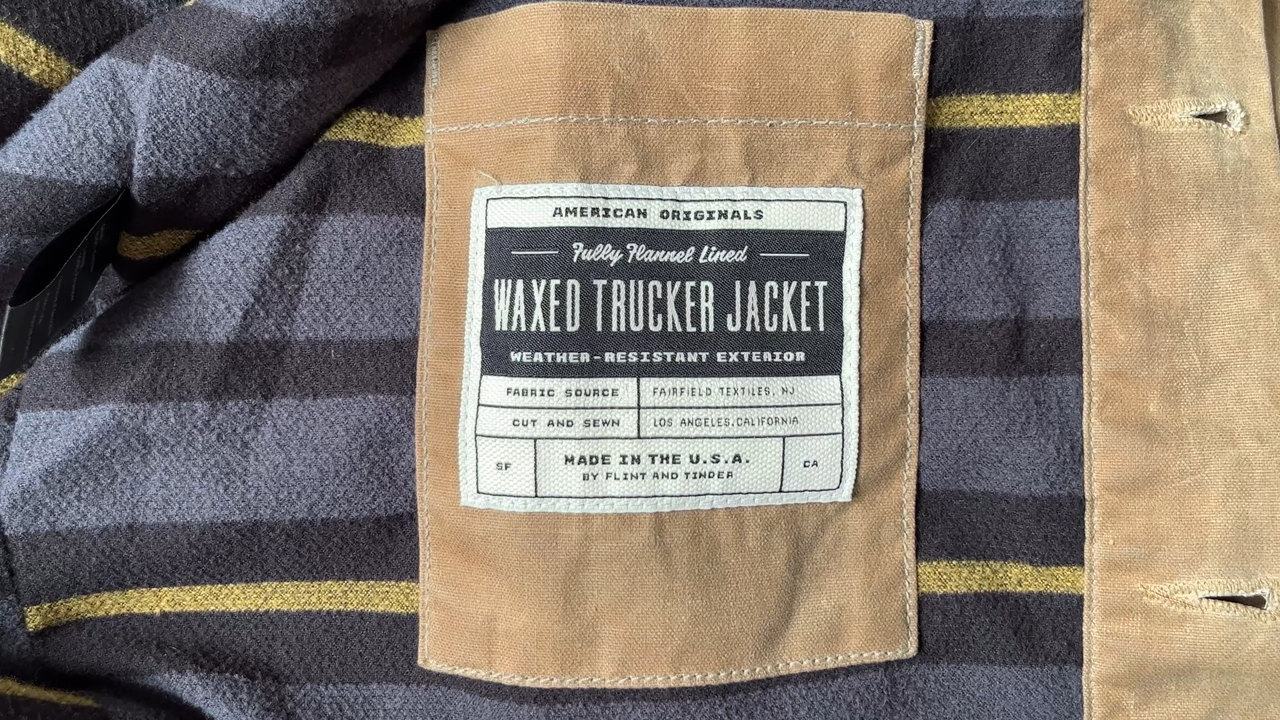 AMERICAN ORIGINALS
Fully Flannel Lined
WAXED TRUCKER JACKET
WEATHER-RESISTANT EXTERIOR
FABRIC SOURCE FAIRFIELD TEXTILES, NJ
CUT AND SEWN LOS ANGELES, CALIFORNIA
SF MADE IN THE U.S.A. CA
BY FLINT AND TINDER